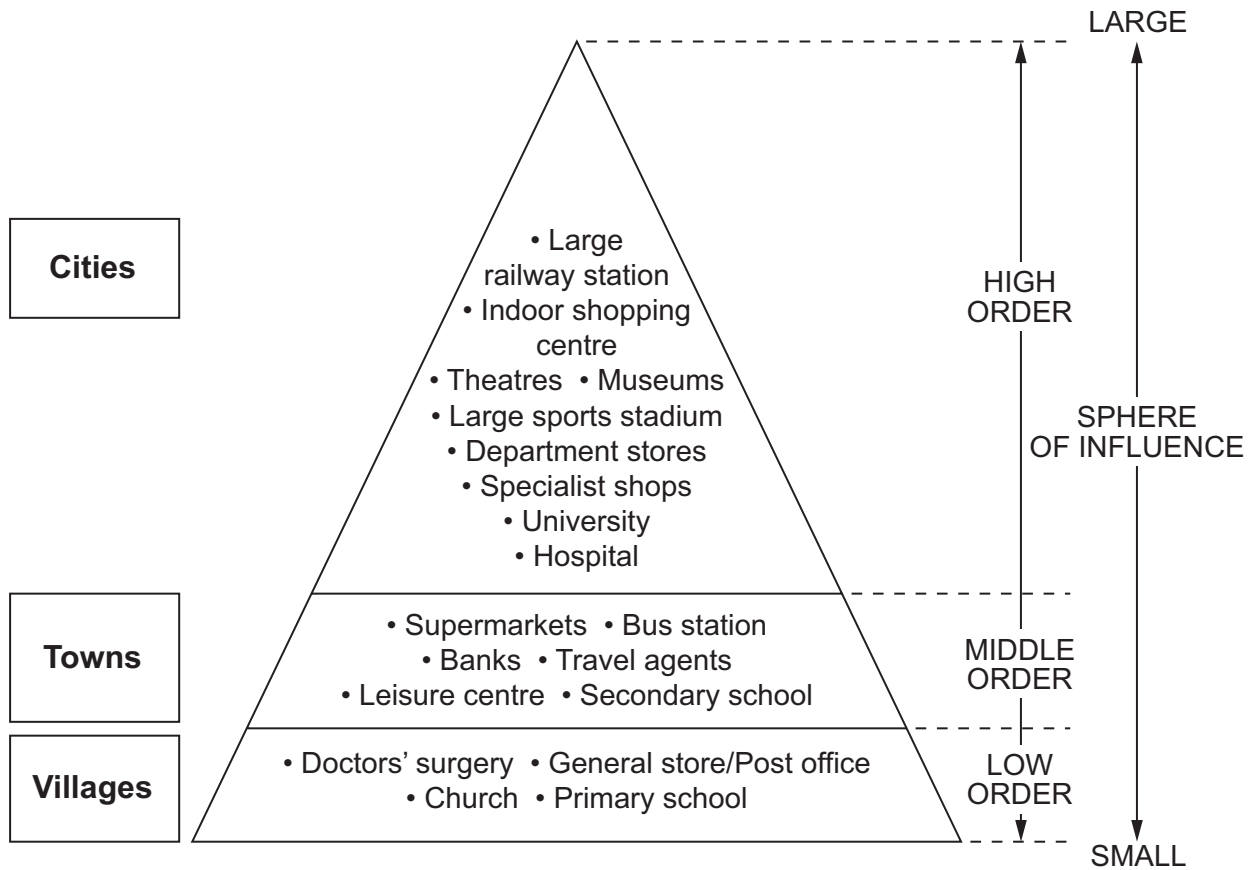 LARGE
Cities
• Large
railway station
• Indoor shopping
centre
• Theatres • Museums
• Large sports stadium
• Department stores
• Specialist shops
• University
• Hospital
HIGH
ORDER
SPHERE
OF INFLUENCE
Towns
• Supermarkets • Bus station
• Banks • Travel agents
• Leisure centre • Secondary school
MIDDLE
ORDER
Villages
• Doctors’ surgery • General store/Post office
• Church • Primary school
LOW
ORDER
SMALL